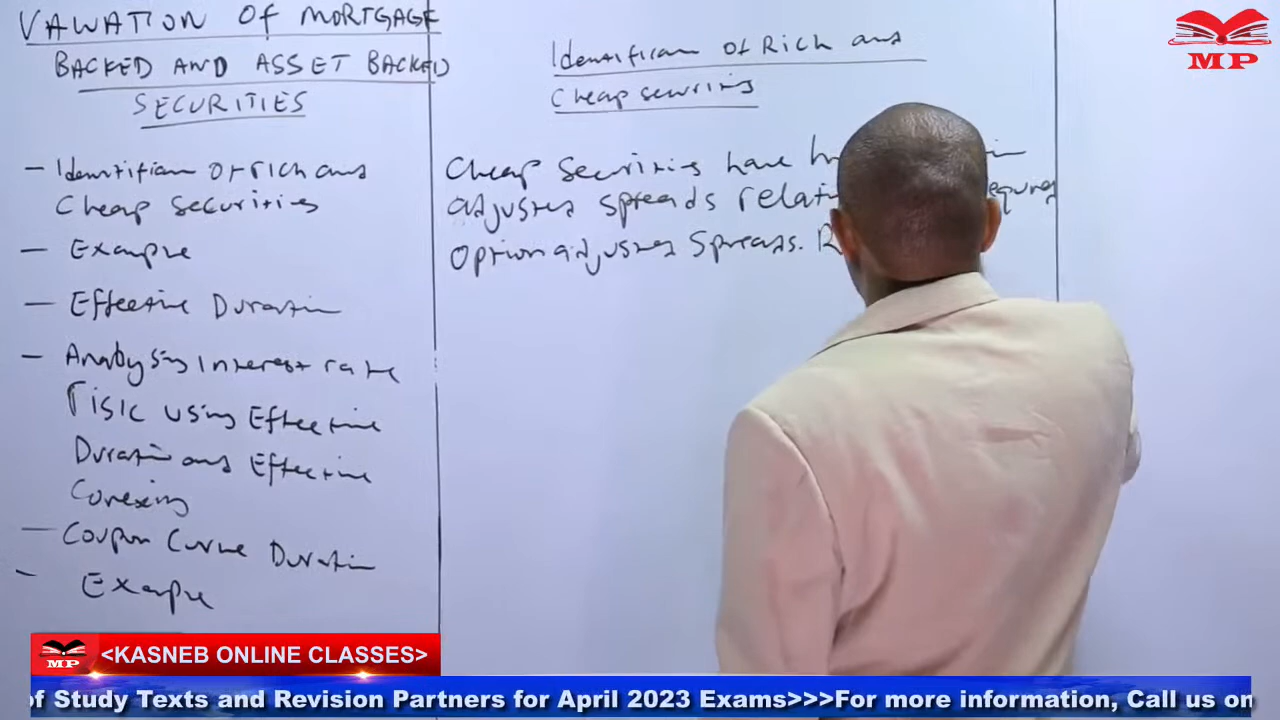 VALUATION OF MORTGAGE
BACKED AND ASSET BACKED
SECURITIES
- Identification of rich and
Cheap securities
- Example
- Effective Duration
- Analysing interest rate
risk using Effective
Duration and Effective
Convexity
- Coupon Curve Duration
- Example
Identification of Rich and
Cheap securities
Cheap Securities have
adjusted spreads
Option adjusted Spreads.
MP
MP
<KASNEB ONLINE CLASSES>
of Study Texts and Revision Partners for April 2023 Exams>>>For more information, Call us on